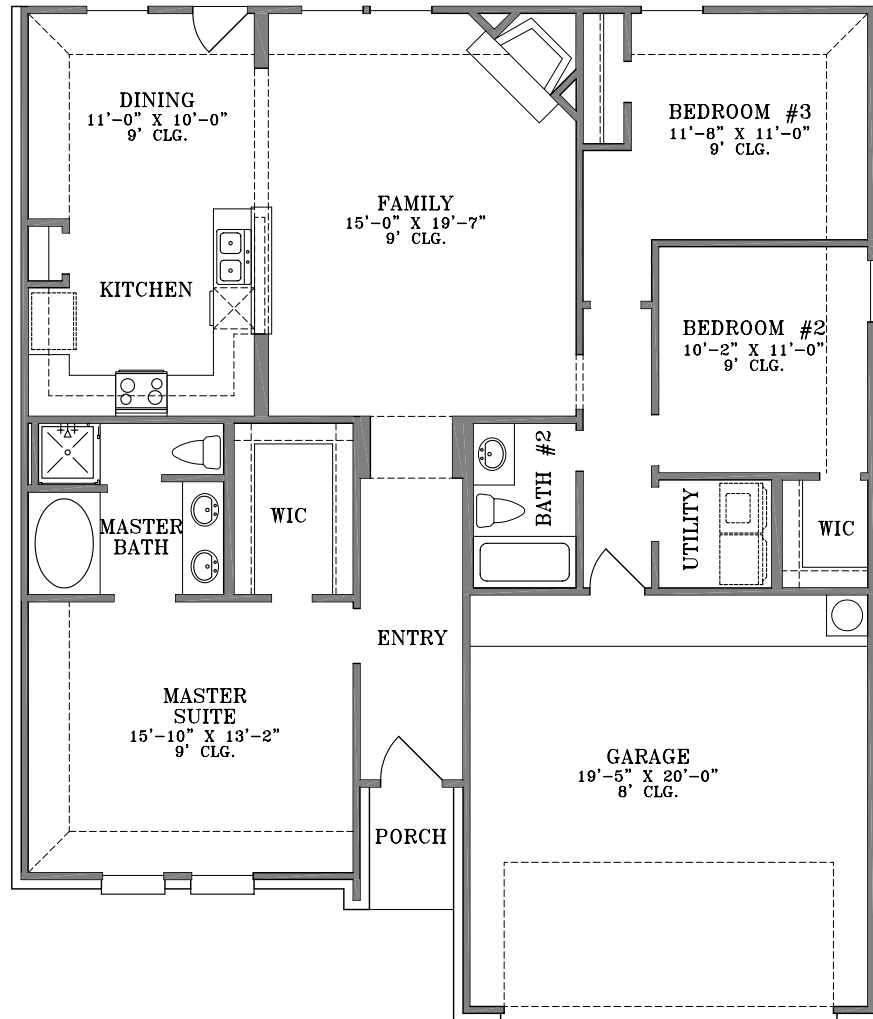 DINING
11'-0" X 10'-0"
9' CLG.
BEDROOM #3
11'-8" X 11'-0"
9' CLG.
FAMILY
15'-0" X 19'-7"
9' CLG.
KITCHEN
BEDROOM #2
10'-2" X 11'-0"
9' CLG.
BATH #2
WIC
MASTER
BATH
UTILITY
WIC
ENTRY
MASTER
SUITE
15'-10" X 13'-2"
9' CLG.
GARAGE
19'-5" X 20'-0"
8' CLG.
PORCH